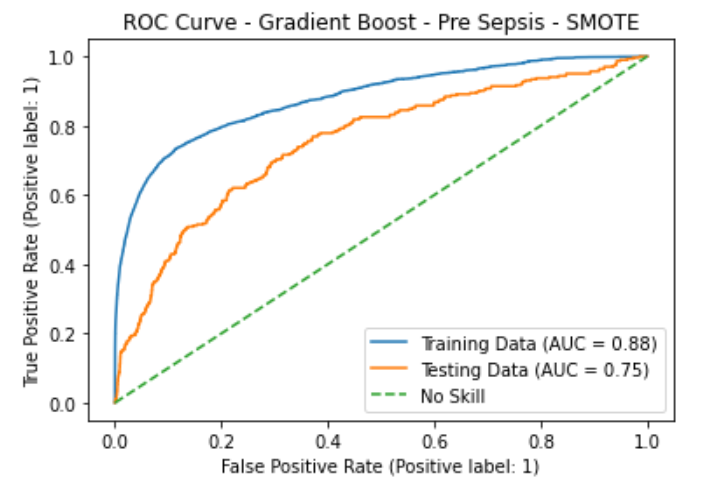 ROC Curve - Gradient Boost - Pre Sepsis - SMOTE
True Positive Rate (Positive label: 1)
1.0
0.8
0.6
0.4
0.2
0.0
Training Data (AUC = 0.88)
Testing Data (AUC = 0.75)
No Skill
0.0 0.2 0.4 0.6 0.8 1.0
False Positive Rate (Positive label: 1)